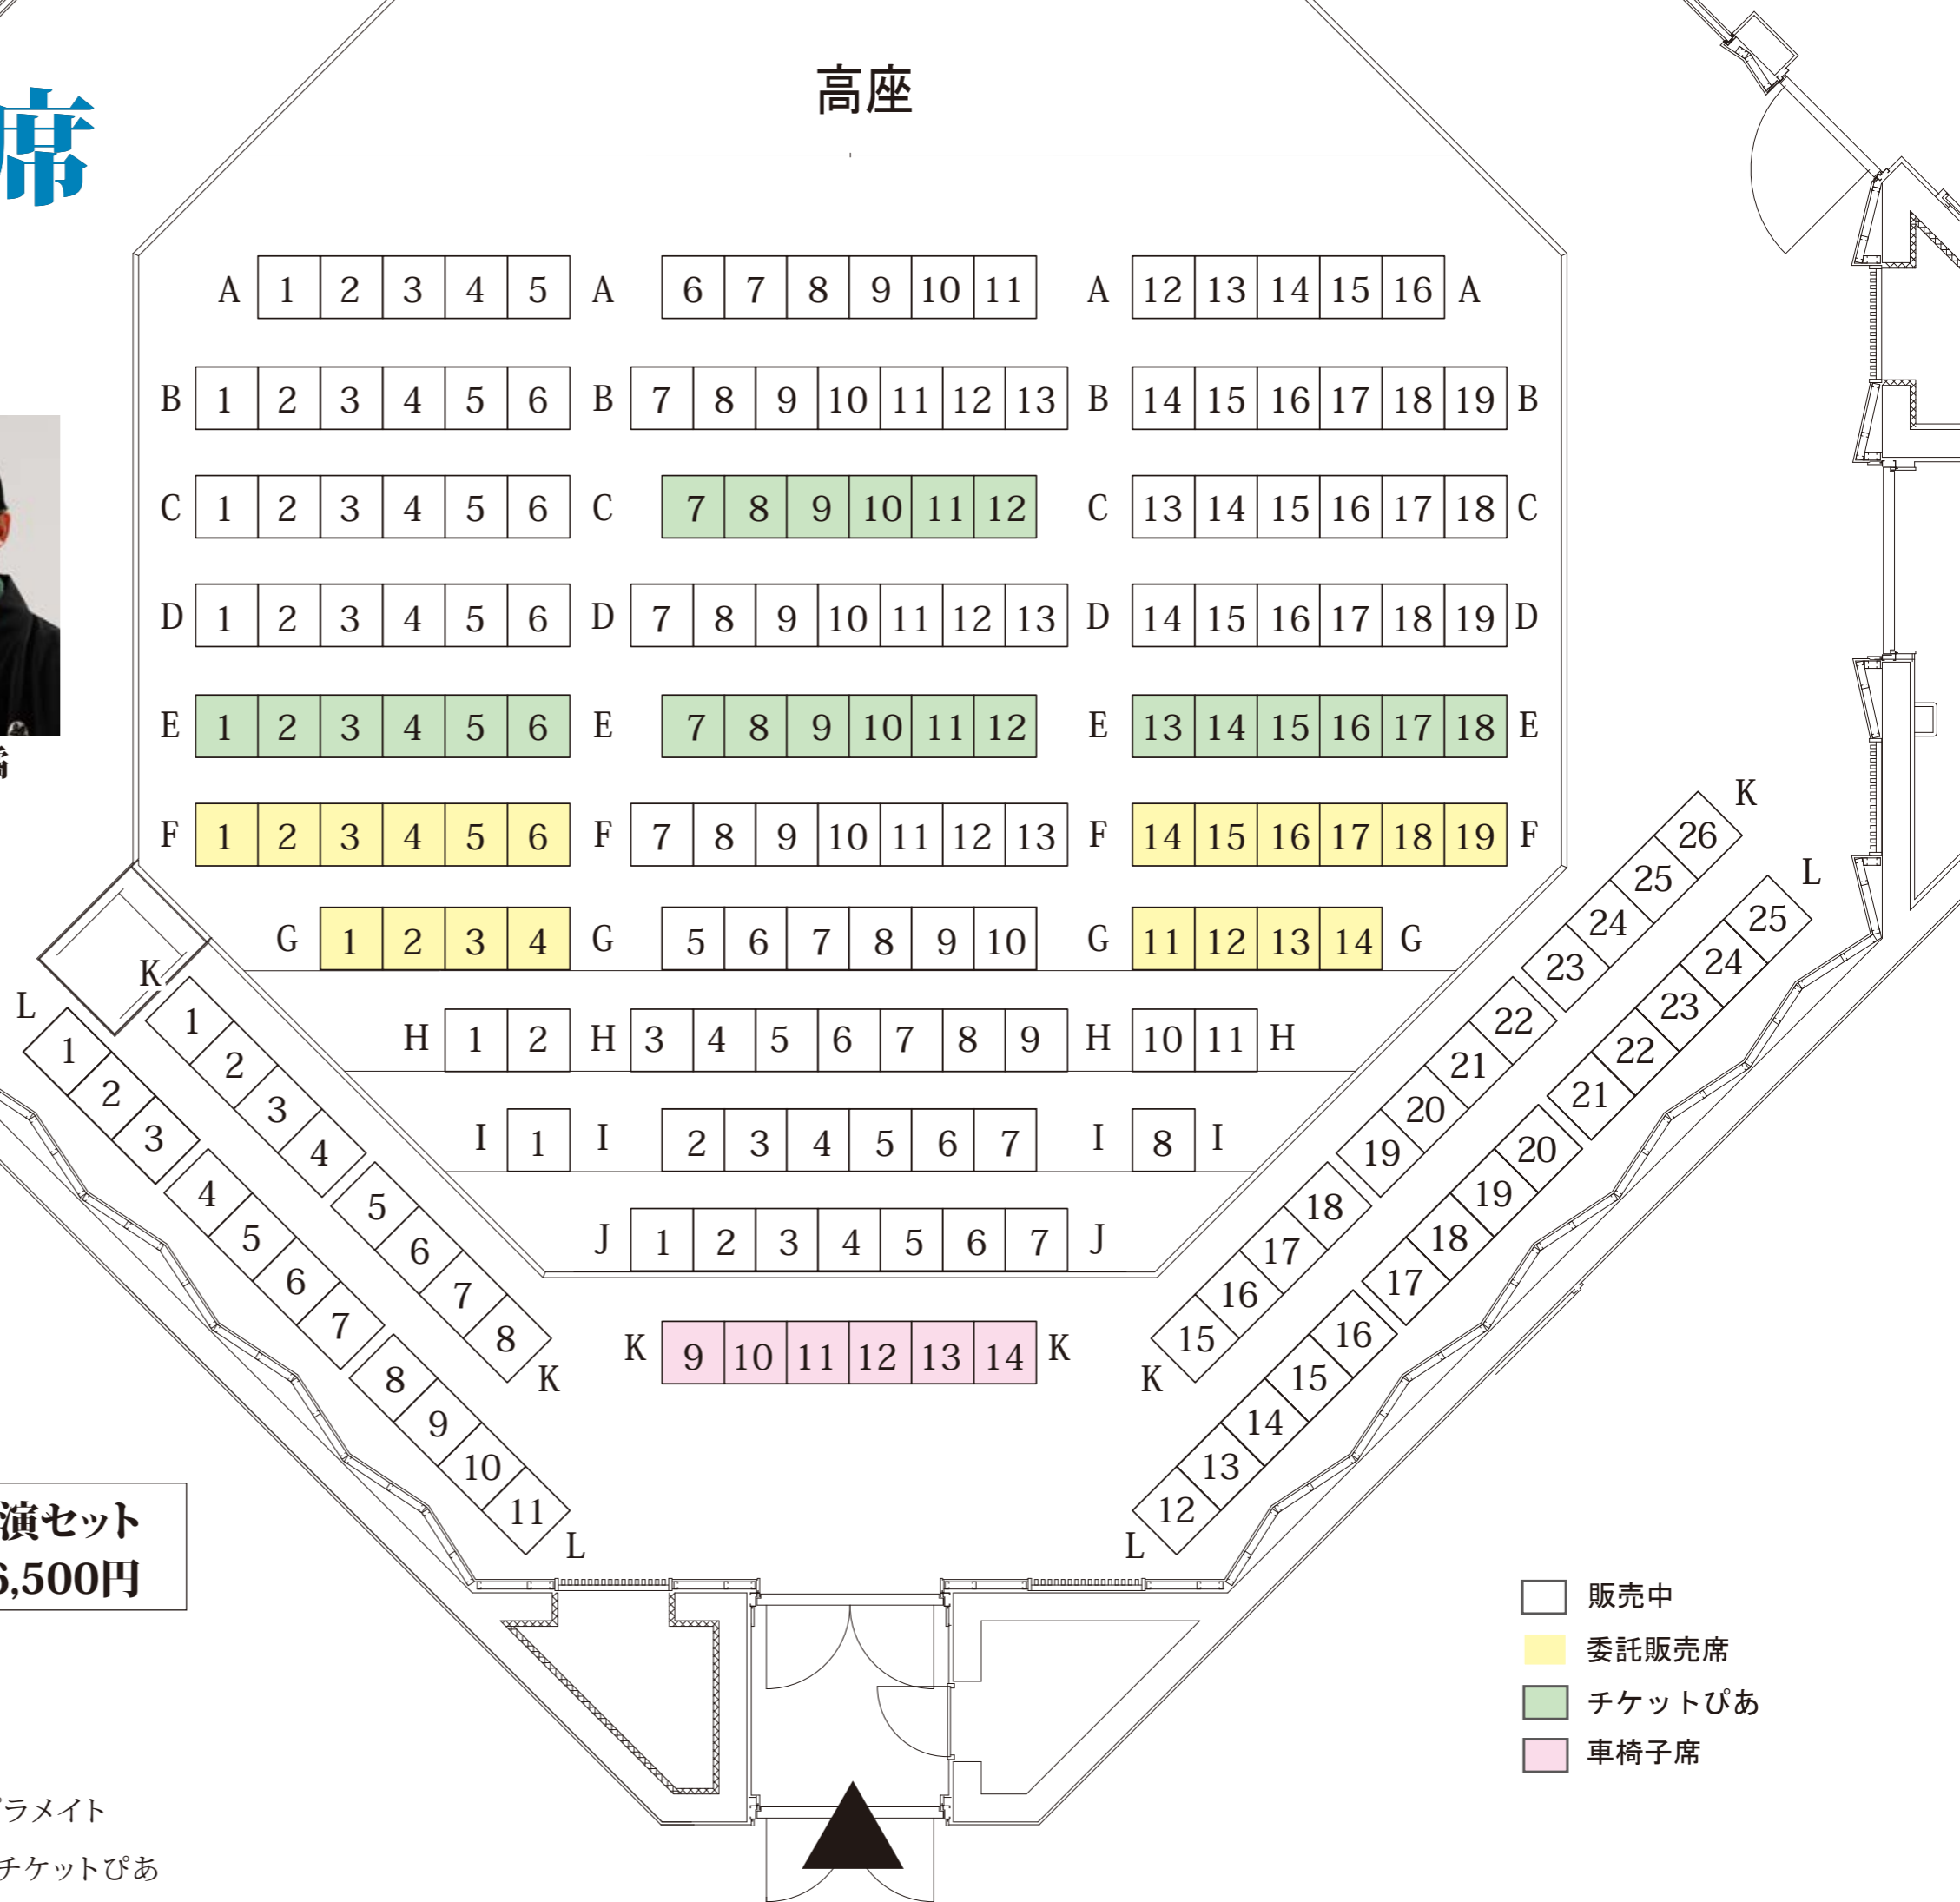 高座
席
A 1 2 3 4 5 A 6 7 8 9 10 11 A 12 13 14 15 16 A
B 1 2 3 4 5 6 B 7 8 9 10 11 12 13 B 14 15 16 17 18 19 B
C 1 2 3 4 5 6 C 7 8 9 10 11 12 C 13 14 15 16 17 18 C
D 1 2 3 4 5 6 D 7 8 9 10 11 12 13 D 14 15 16 17 18 19 D
E 1 2 3 4 5 6 E 7 8 9 10 11 12 E 13 14 15 16 17 18 E
F 1 2 3 4 5 6 F 7 8 9 10 11 12 13 F 14 15 16 17 18 19 F
G 1 2 3 4 G 5 6 7 8 9 10 G 11 12 13 14 G
H 1 2 H 3 4 5 6 7 8 9 H 10 11 H
I 1 I 2 3 4 5 6 7 I 8 I
J 1 2 3 4 5 6 7 J
K 1 2 3 4 5 6 7 8 K
K 9 10 11 12 13 14 K
K 15 16 17 18 19 20 21 22 23 24 25 26 K
L 1 2 3 4 5 6 7 8 9 10 11 L
L 12 13 14 15 16 17 18 19 20 21 22 23 24 25 L
演セット
6,500円
販売中
委託販売席
チケットぴあ
車椅子席
ラメイト
チケットぴあ